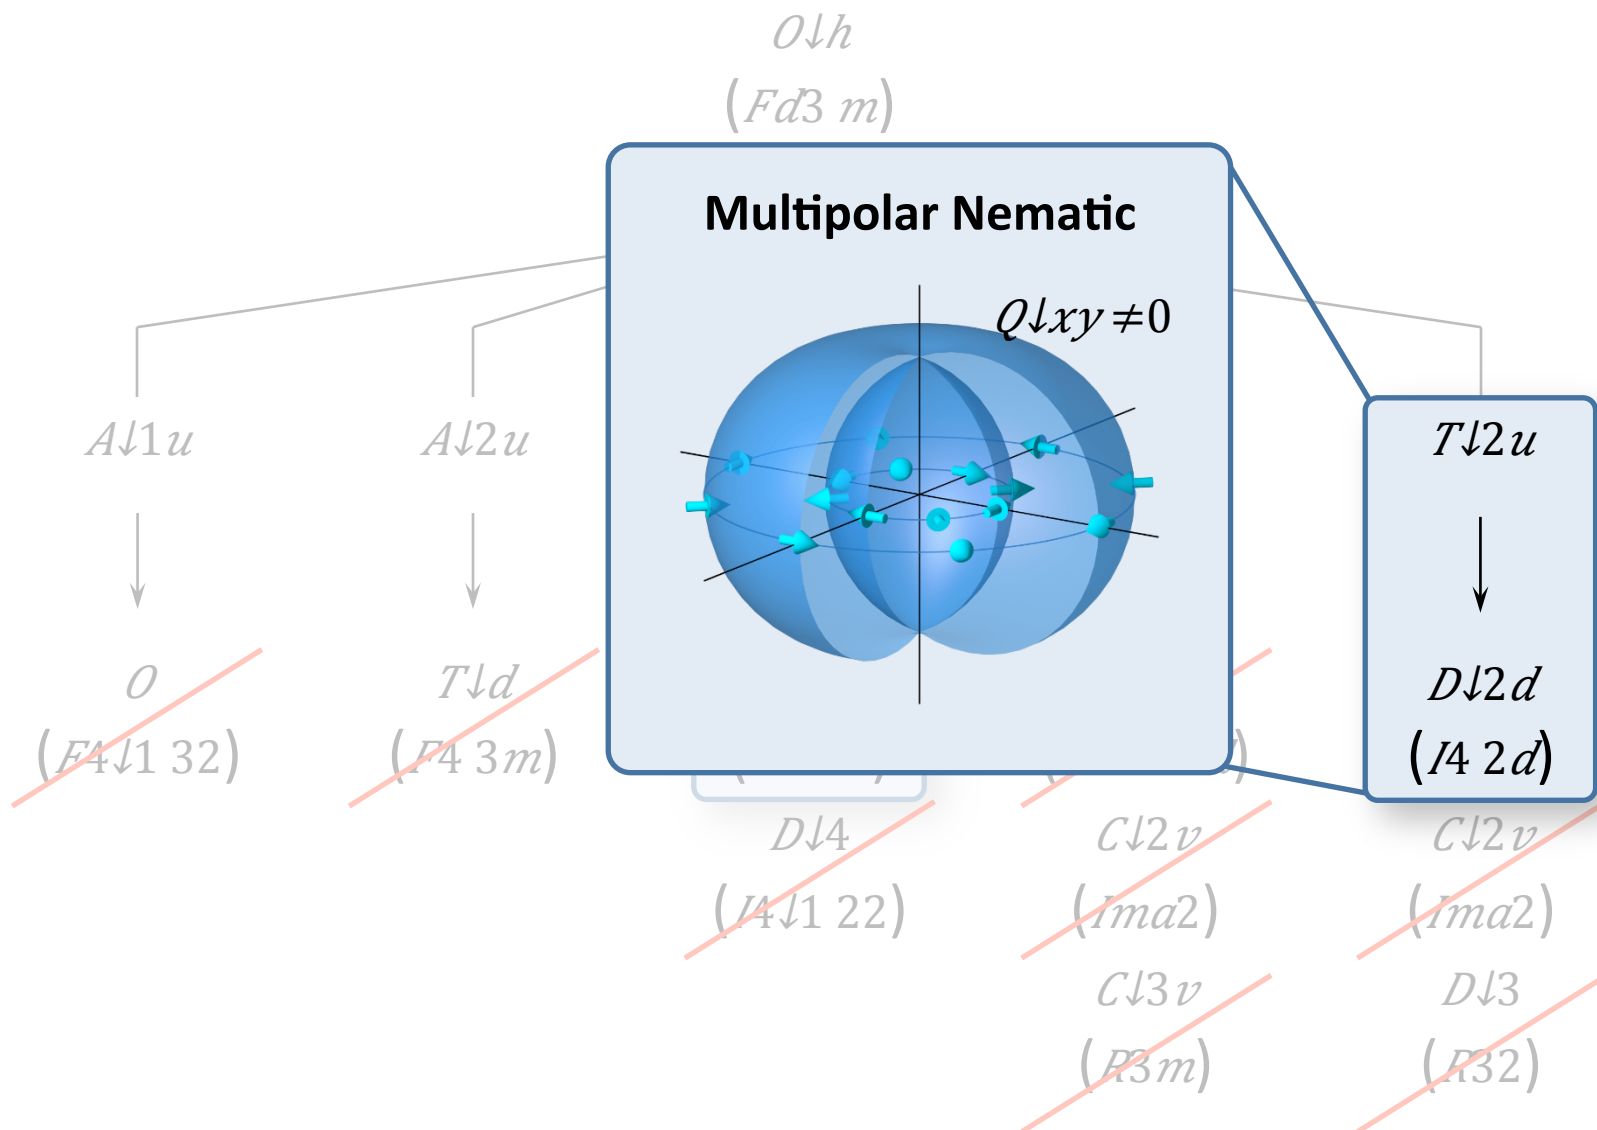 O↓h
(Fd3 m)
Multipolar Nematic
Q↓xy ≠0
A↓1u
A↓2u
T↓2u
O
(F4↓1 32)
T↓d
(F4 3m)
D↓2d
(I4 2d)
D↓4
(I4↓1 22)
C↓2v
(Ima2)
C↓2v
(Ima2)
C↓3v
(R3m)
D↓3
(R32)